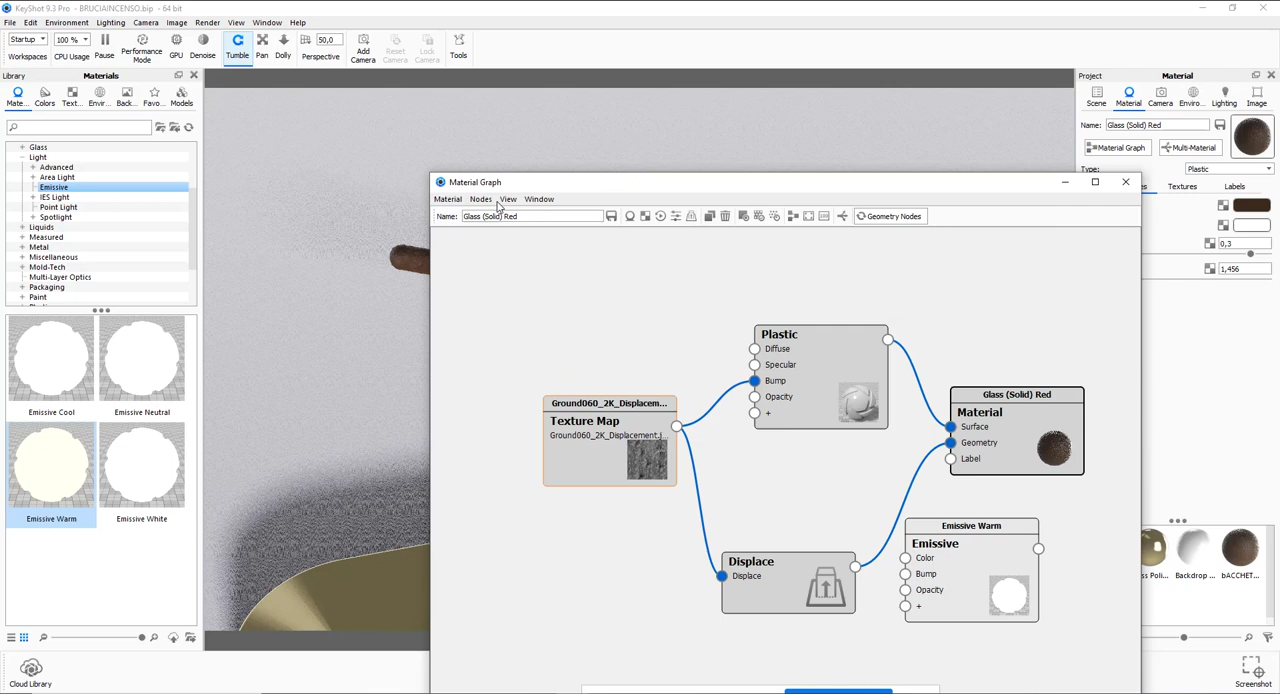 KeyShot 9.3 Pro - BRUCIAINCENSO.bip - 64 bit
File Edit Environment Lighting Camera Image Render View Window Help
Startup 100 % 50,0
Workspaces CPU Usage Pause Performance Mode GPU Denoise Tumble Pan Dolly Perspective Add Camera Reset Camera Lock Camera Tools
Library Materials
Mate... Colors Text... Envir... Back... Favo... Models
Glass
Light
Advanced
Area Light
Emissive
IES Light
Point Light
Spotlight
Liquids
Measured
Metal
Miscellaneous
Mold-Tech
Multi-Layer Optics
Packaging
Paint
Emissive Cool Emissive Neutral
Emissive Warm Emissive White
Cloud Library
Material Graph
Material Nodes View Window
Name: Glass (Solid) Red Geometry Nodes
Plastic
Diffuse
Specular
Bump
Opacity
+
Ground060_2K_Displacem...
Texture Map
Ground060_2K_Displacement.j...
Glass (Solid) Red
Material
Surface
Geometry
Label
Displace
Displace
Emissive Warm
Emissive
Color
Bump
Opacity
+
Project Material
Scene Material Camera Enviro... Lighting Image
Name: Glass (Solid) Red
Material Graph Multi-Material
Type: Plastic
Textures Labels
0,3
1,456
Backdrop ... bACCHET...
Screenshot